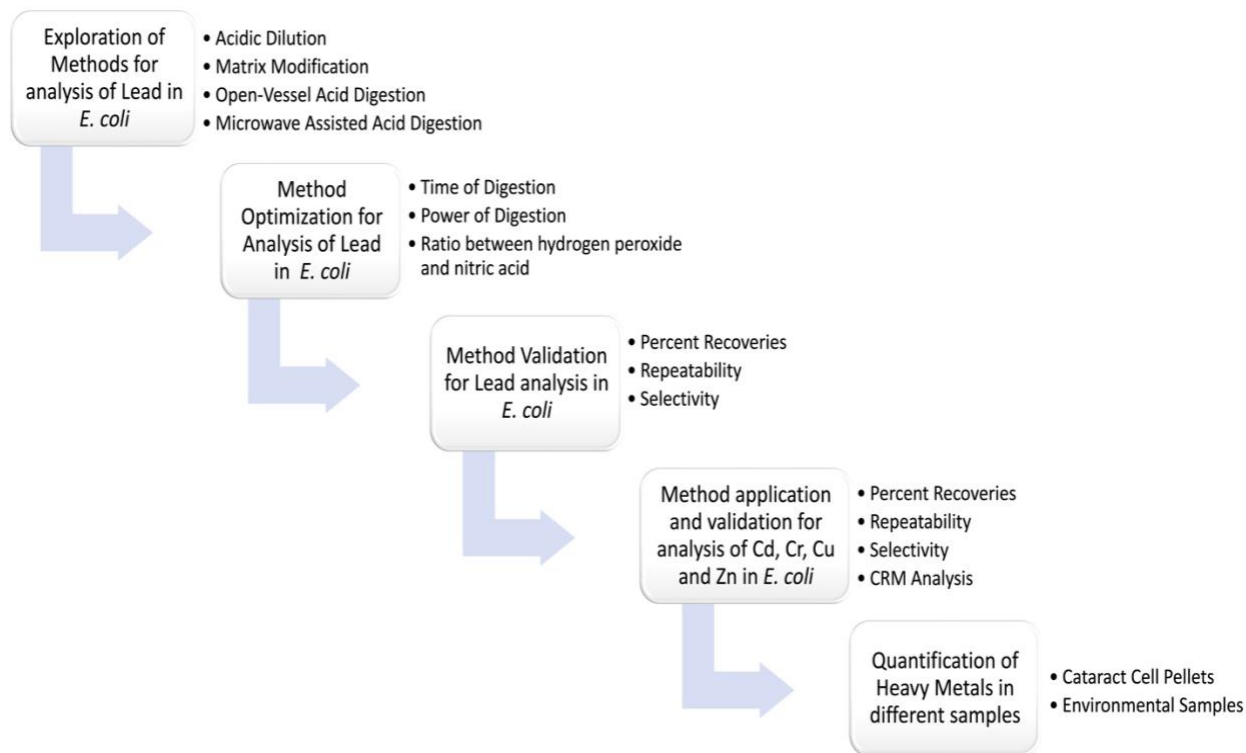 Exploration of
Methods for
analysis of Lead in
E. coli
• Acidic Dilution
• Matrix Modification
• Open-Vessel Acid Digestion
• Microwave Assisted Acid Digestion
Method
Optimization for
Analysis of Lead
in E. coli
• Time of Digestion
• Power of Digestion
• Ratio between hydrogen peroxide
and nitric acid
Method Validation
for Lead analysis in
E. coli
• Percent Recoveries
• Repeatability
• Selectivity
Method application
and validation for
analysis of Cd, Cr, Cu
and Zn in E. coli
• Percent Recoveries
• Repeatability
• Selectivity
• CRM Analysis
Quantification of
Heavy Metals in
different samples
• Cataract Cell Pellets
• Environmental Samples